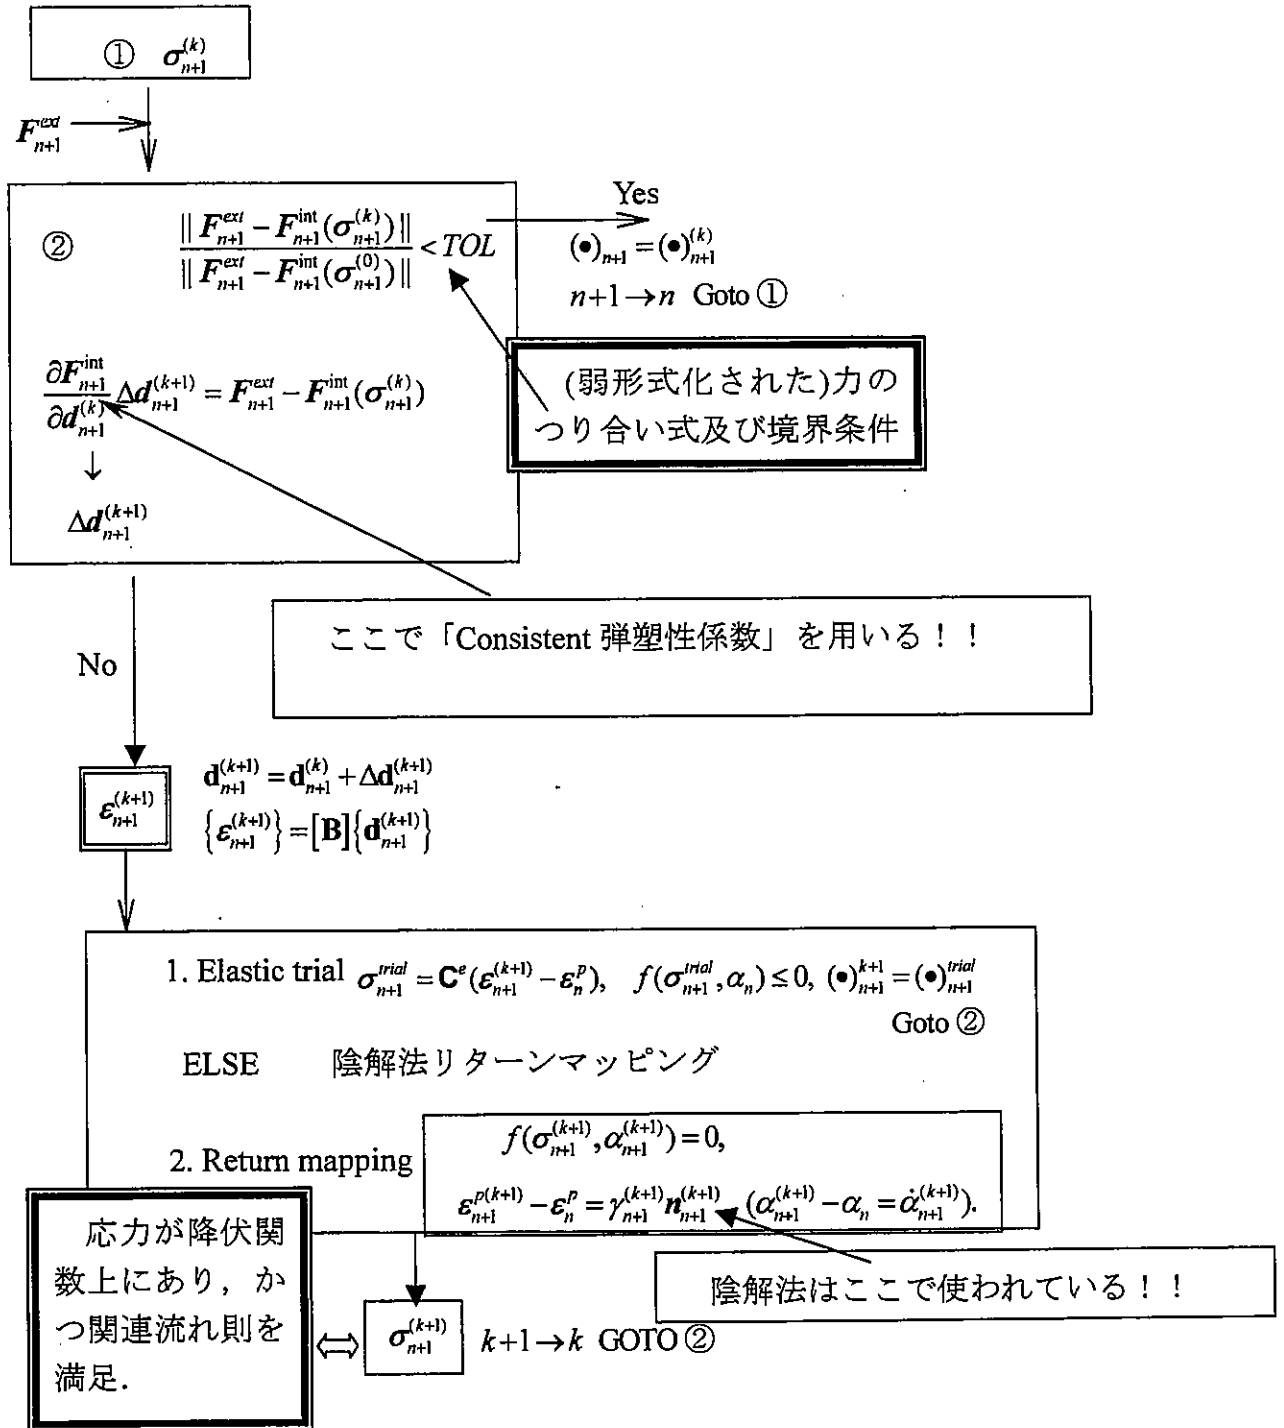 ① σ_{n+1}^{(k)}
F_{n+1}^{ext}
Yes
② ‖F_{n+1}^{ext} − F_{n+1}^{int}(σ_{n+1}^{(k)})‖ / ‖F_{n+1}^{ext} − F_{n+1}^{int}(σ_{n+1}^{(0)})‖ < TOL
(•)_{n+1} = (•)_{n+1}^{(k)}
n+1→n Goto ①
(弱形式化された)力の
つり合い式及び境界条件
∂F_{n+1}^{int}/∂d_{n+1}^{(k)} Δd_{n+1}^{(k+1)} = F_{n+1}^{ext} − F_{n+1}^{int}(σ_{n+1}^{(k)})
↓
Δd_{n+1}^{(k+1)}
ここで「Consistent 弾塑性係数」を用いる！！
No
ε_{n+1}^{(k+1)}
d_{n+1}^{(k+1)} = d_{n+1}^{(k)} + Δd_{n+1}^{(k+1)}
{ε_{n+1}^{(k+1)}} = [B]{d_{n+1}^{(k+1)}}
1. Elastic trial σ_{n+1}^{trial} = C^e(ε_{n+1}^{(k+1)} − ε_n^p), f(σ_{n+1}^{trial}, α_n) ≤ 0, (•)_{n+1}^{k+1} = (•)_{n+1}^{trial}
Goto ②
ELSE 陰解法リターンマッピング
2. Return mapping
f(σ_{n+1}^{(k+1)}, α_{n+1}^{(k+1)}) = 0,
ε_{n+1}^{p(k+1)} − ε_n^p = γ_{n+1}^{(k+1)} n_{n+1}^{(k+1)} (α_{n+1}^{(k+1)} − α_n = α̇_{n+1}^{(k+1)}).
応力が降伏関
数上にあり，か
つ関連流れ則を
満足．
陰解法はここで使われている！！
⇔ σ_{n+1}^{(k+1)} k+1→k GOTO ②